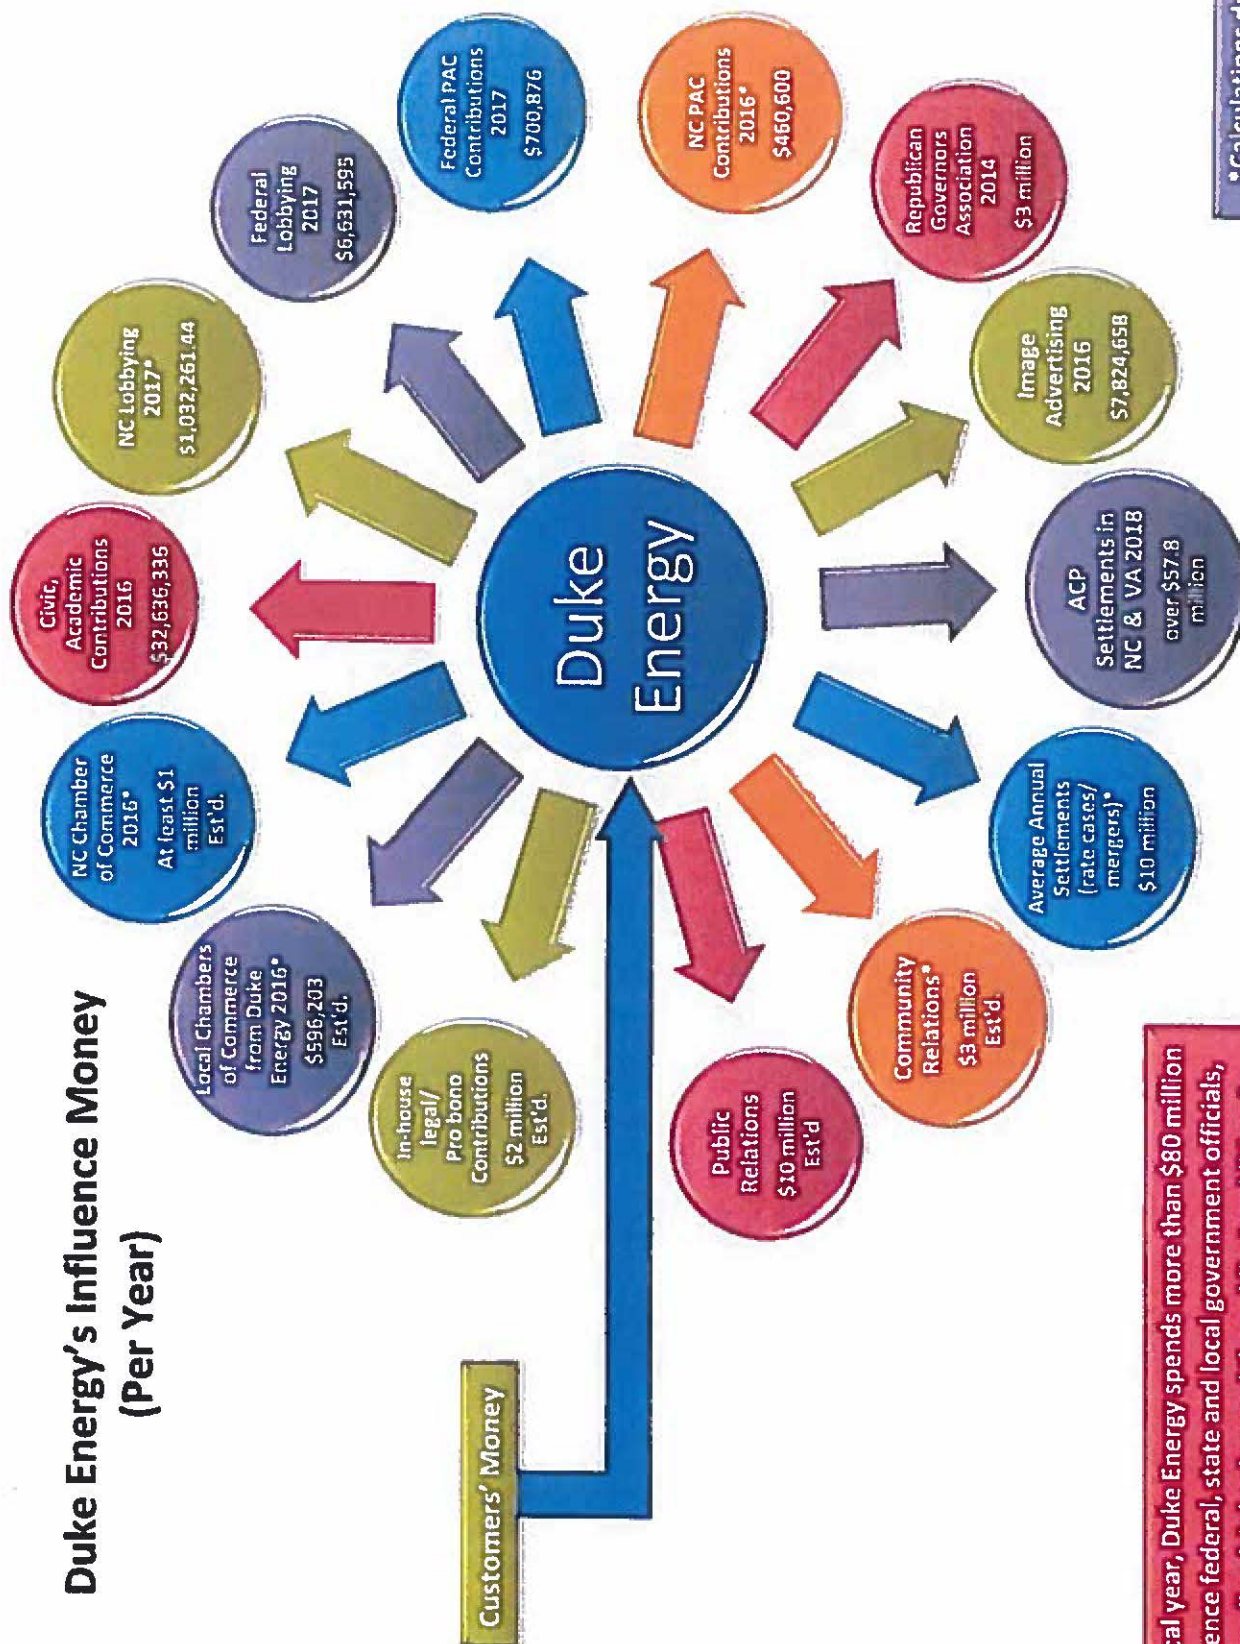 Duke Energy's Influence Money
(Per Year)
Customers' Money
Duke
Energy
Civic,
Academic
Contributions
2016
$32,636,336
NC Lobbying
2017*
$1,032,261.44
Federal
Lobbying
2017
$6,631,595
Federal PAC
Contributions
2017
$700,876
NC PAC
Contributions
2016*
$460,600
Republican
Governors
Association
2014
$3 million
Image
Advertising
2016
$7,824,658
ACP
Settlements in
NC & VA 2018
over $57.8
million
Average Annual
Settlements
(rate cases/
mergers)*
$10 million
Community
Relations*
$3 million
Est'd.
Public
Relations
$10 million
Est'd
In-house
legal/
Pro bono
Contributions
$2 million
Est'd.
Local Chambers
of Commerce
from Duke
Energy 2016*
$596,203
Est'd.
NC Chamber
of Commerce
2016*
At least $1
million
Est'd.
year, Duke Energy spends more than $80 million
federal, state and local government officials,
*Calculations